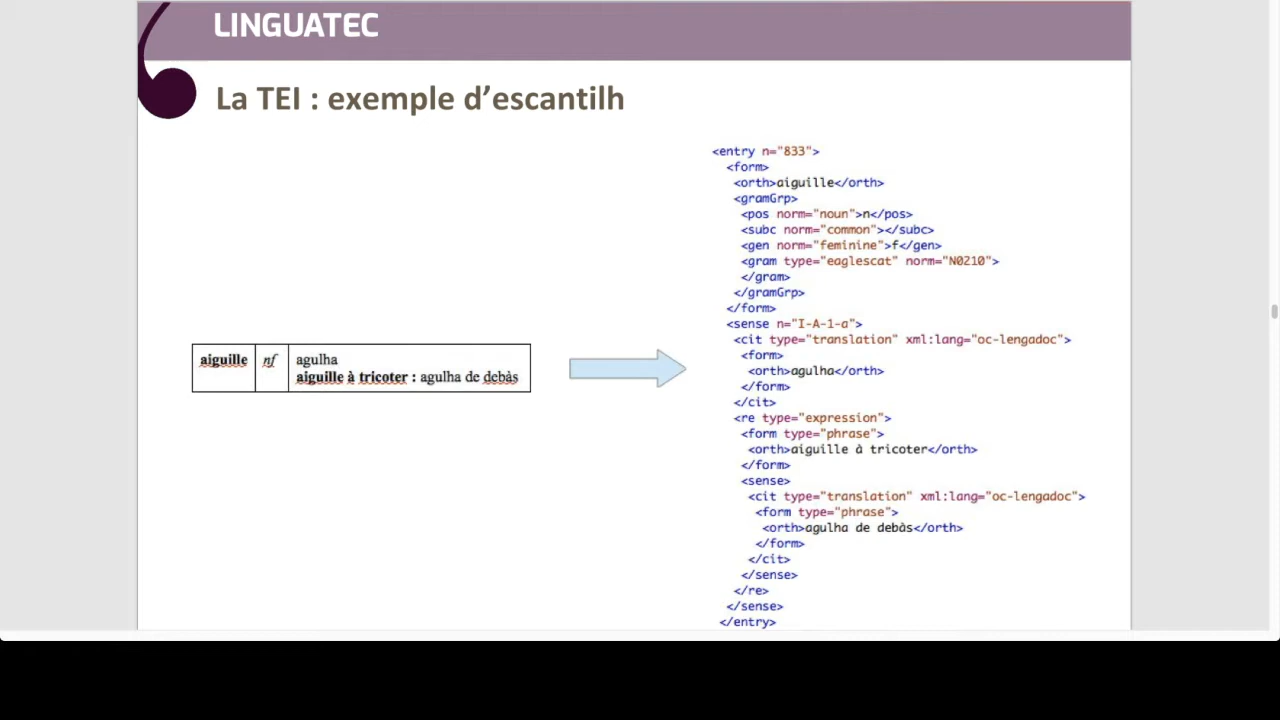 LINGUATEC
La TEI : exemple d’escantilh
aiguille nf agulha
aiguille à tricoter : agulha de debàs
<entry n="833">
<form>
<orth>aiguille</orth>
<gramGrp>
<pos norm="noun">n</pos>
<subc norm="common"></subc>
<gen norm="feminine">f</gen>
<gram type="eaglescat" norm="N0210">
</gram>
</gramGrp>
</form>
<sense n="I-A-1-a">
<cit type="translation" xml:lang="oc-lengadoc">
<form>
<orth>agulha</orth>
</form>
</cit>
<re type="expression">
<form type="phrase">
<orth>aiguille à tricoter</orth>
</form>
<sense>
<cit type="translation" xml:lang="oc-lengadoc">
<form type="phrase">
<orth>agulha de debàs</orth>
</form>
</cit>
</sense>
</re>
</sense>
</entry>